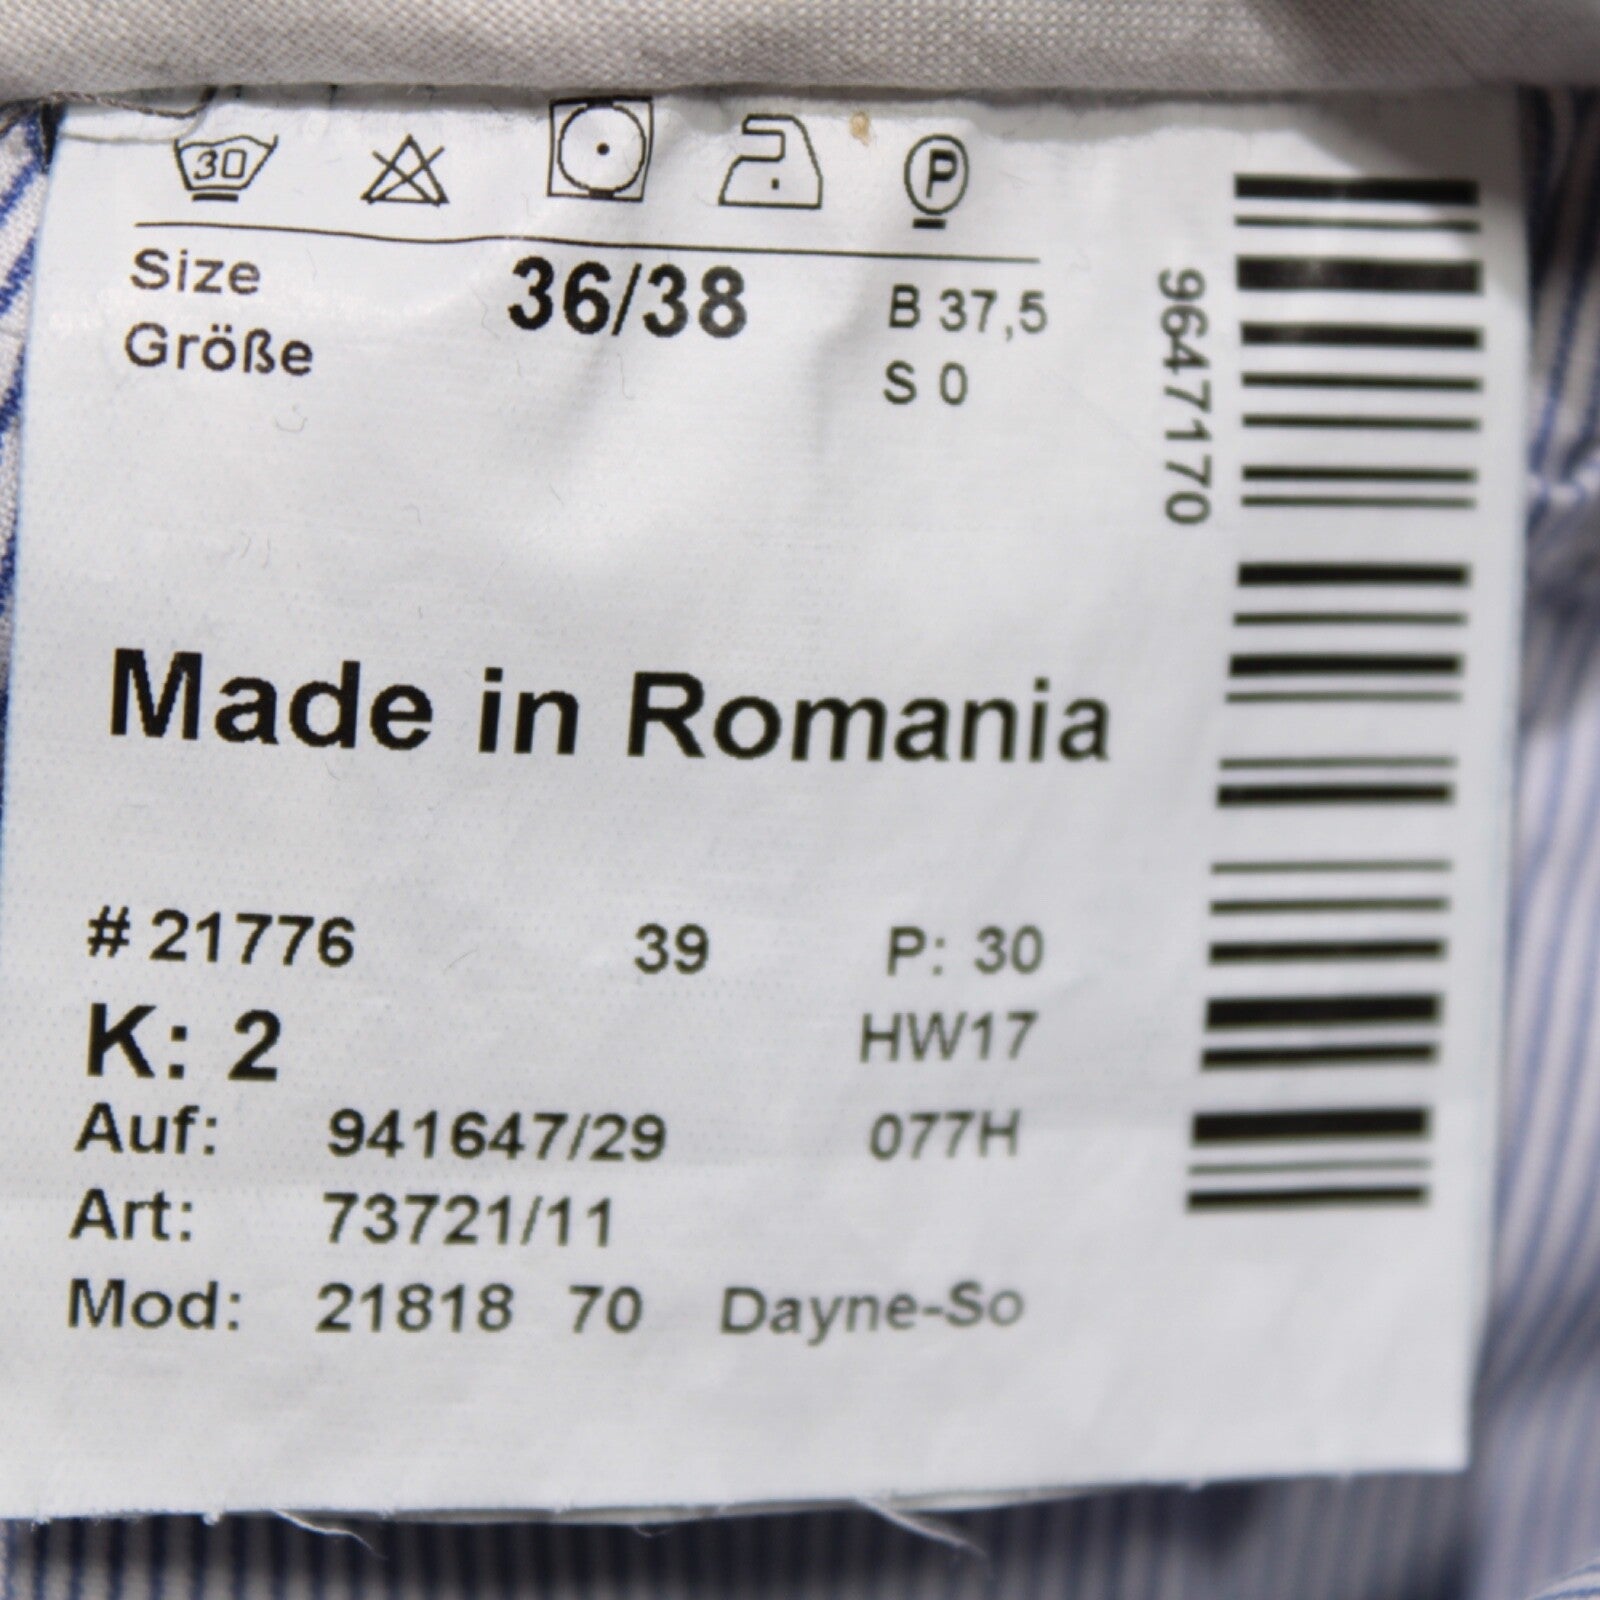 30
P
Size 36/38 B 37,5
Größe S 0
9647170
Made in Romania
# 21776 39 P: 30
K: 2 HW17
Auf: 941647/29 077H
Art: 73721/11
Mod: 21818 70 Dayne-So